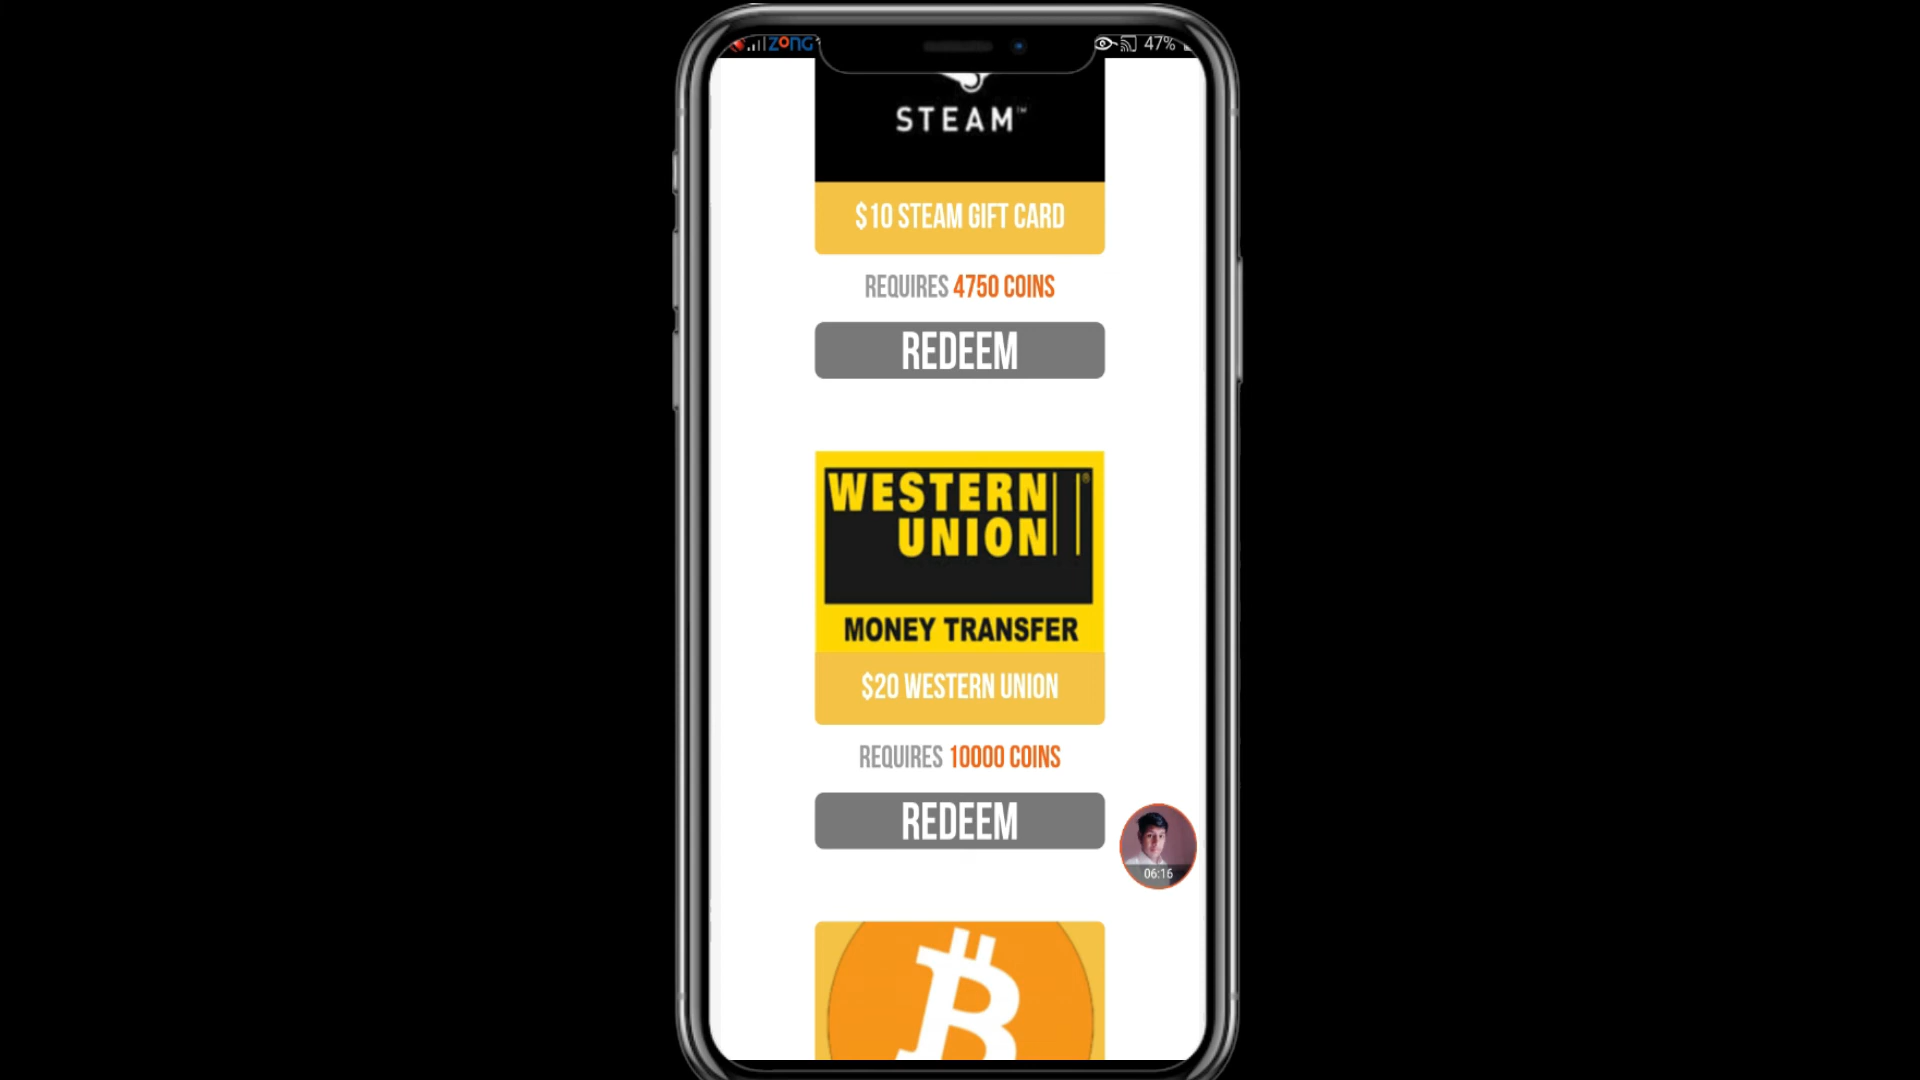 ZONG
47%
STEAM™
$10 STEAM GIFT CARD
REQUIRES 4750 COINS
REDEEM
WESTERN
UNION
®
MONEY TRANSFER
$20 WESTERN UNION
REQUIRES 10000 COINS
REDEEM
06:16